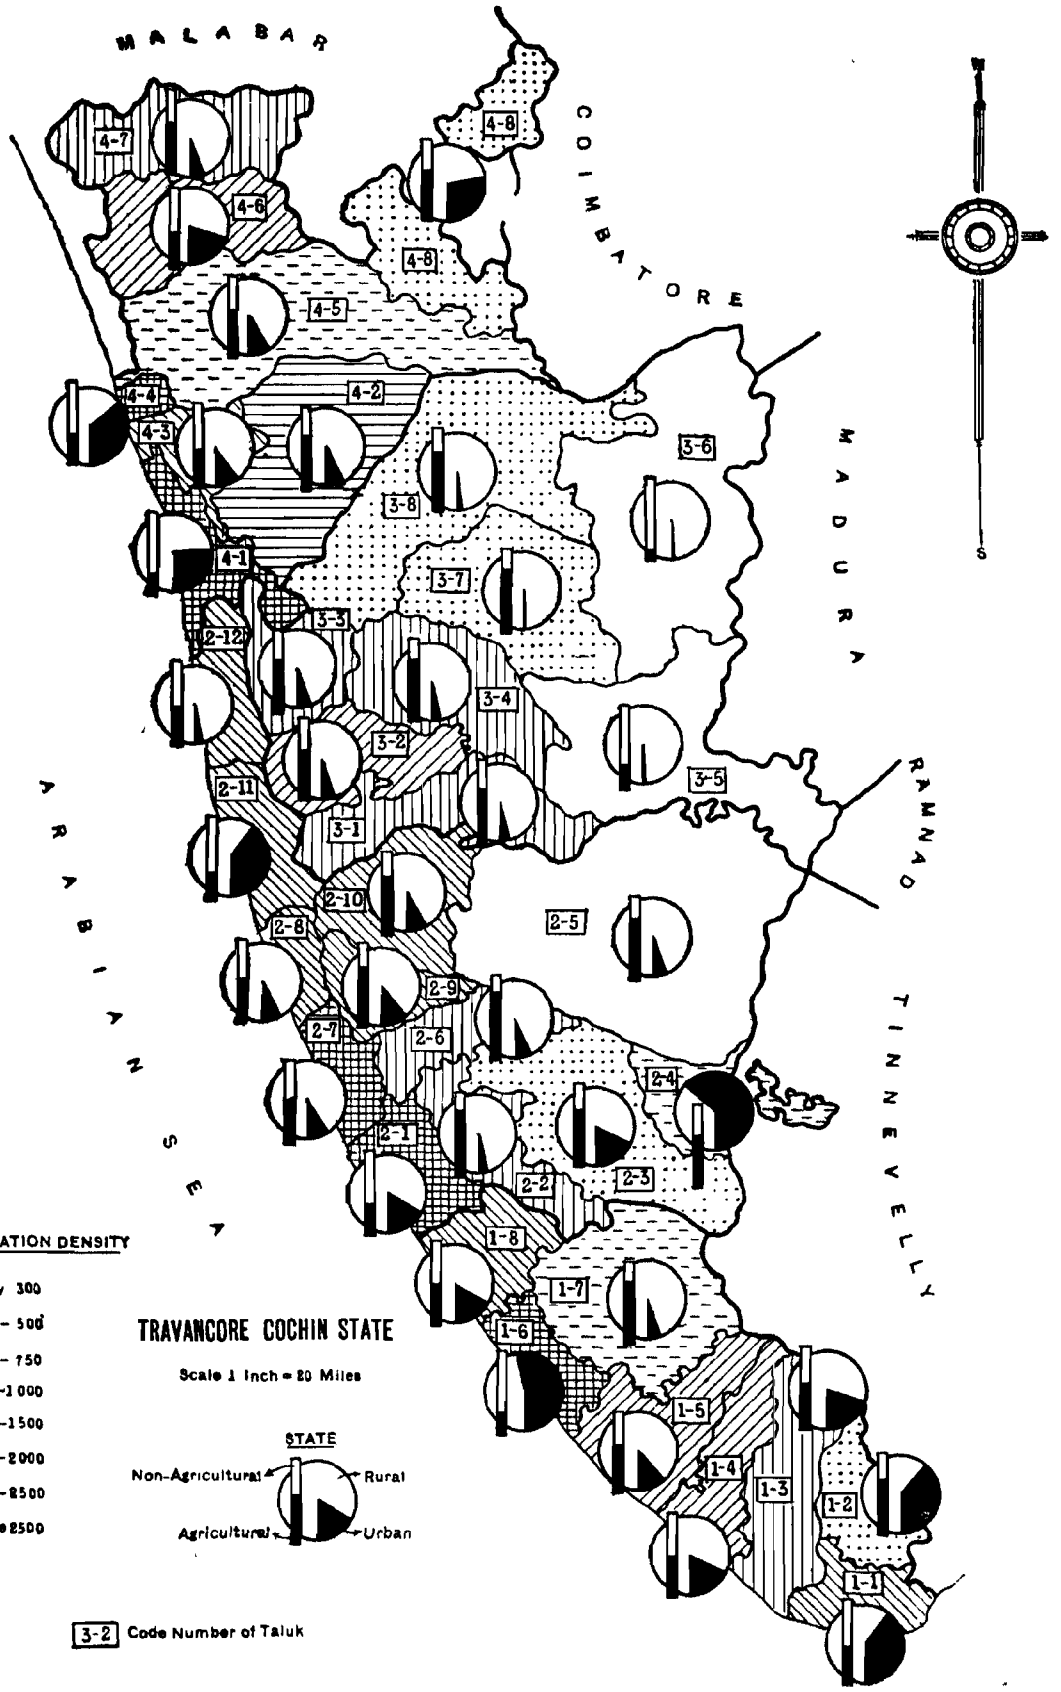 MALABAR
COIMBATORE
MADURA
RAMNAD
TINNEVELLY
ARABIAN SEA
S
4-7
4-8
4-6
4-8
4-5
4-2
4-4
4-3
3-6
3-8
4-1
3-7
3-3
2-12
3-4
3-2
3-5
2-11
3-1
2-10
2-5
2-8
2-9
2-7
2-6
2-4
2-1
2-3
2-2
1-8
1-7
1-6
1-5
1-4
1-3
1-2
1-1
ATION DENSITY
300
- 500
- 750
-1000
-1500
-2000
-2500
2500
TRAVANCORE COCHIN STATE
Scale 1 Inch = 20 Miles
STATE
Non-Agricultural
Rural
Agricultural
Urban
3-2 Code Number of Taluk